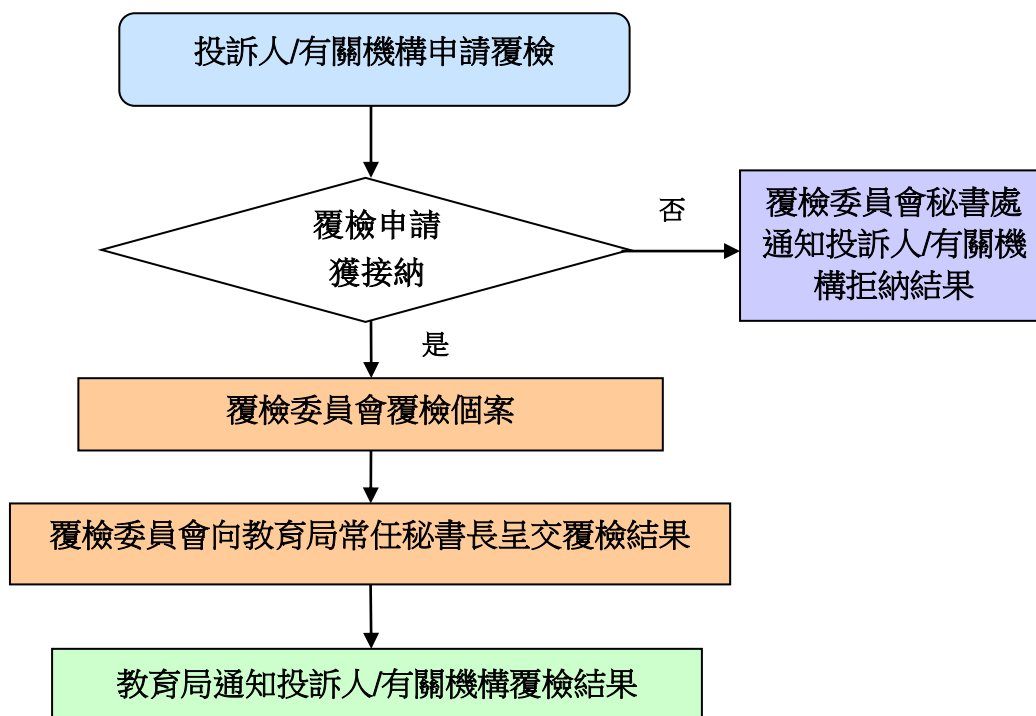 投訴人/有關機構申請覆檢
覆檢申請
獲接納
否
覆檢委員會秘書處
通知投訴人/有關機
構拒納結果
是
覆檢委員會覆檢個案
覆檢委員會向教育局常任秘書長呈交覆檢結果
教育局通知投訴人/有關機構覆檢結果